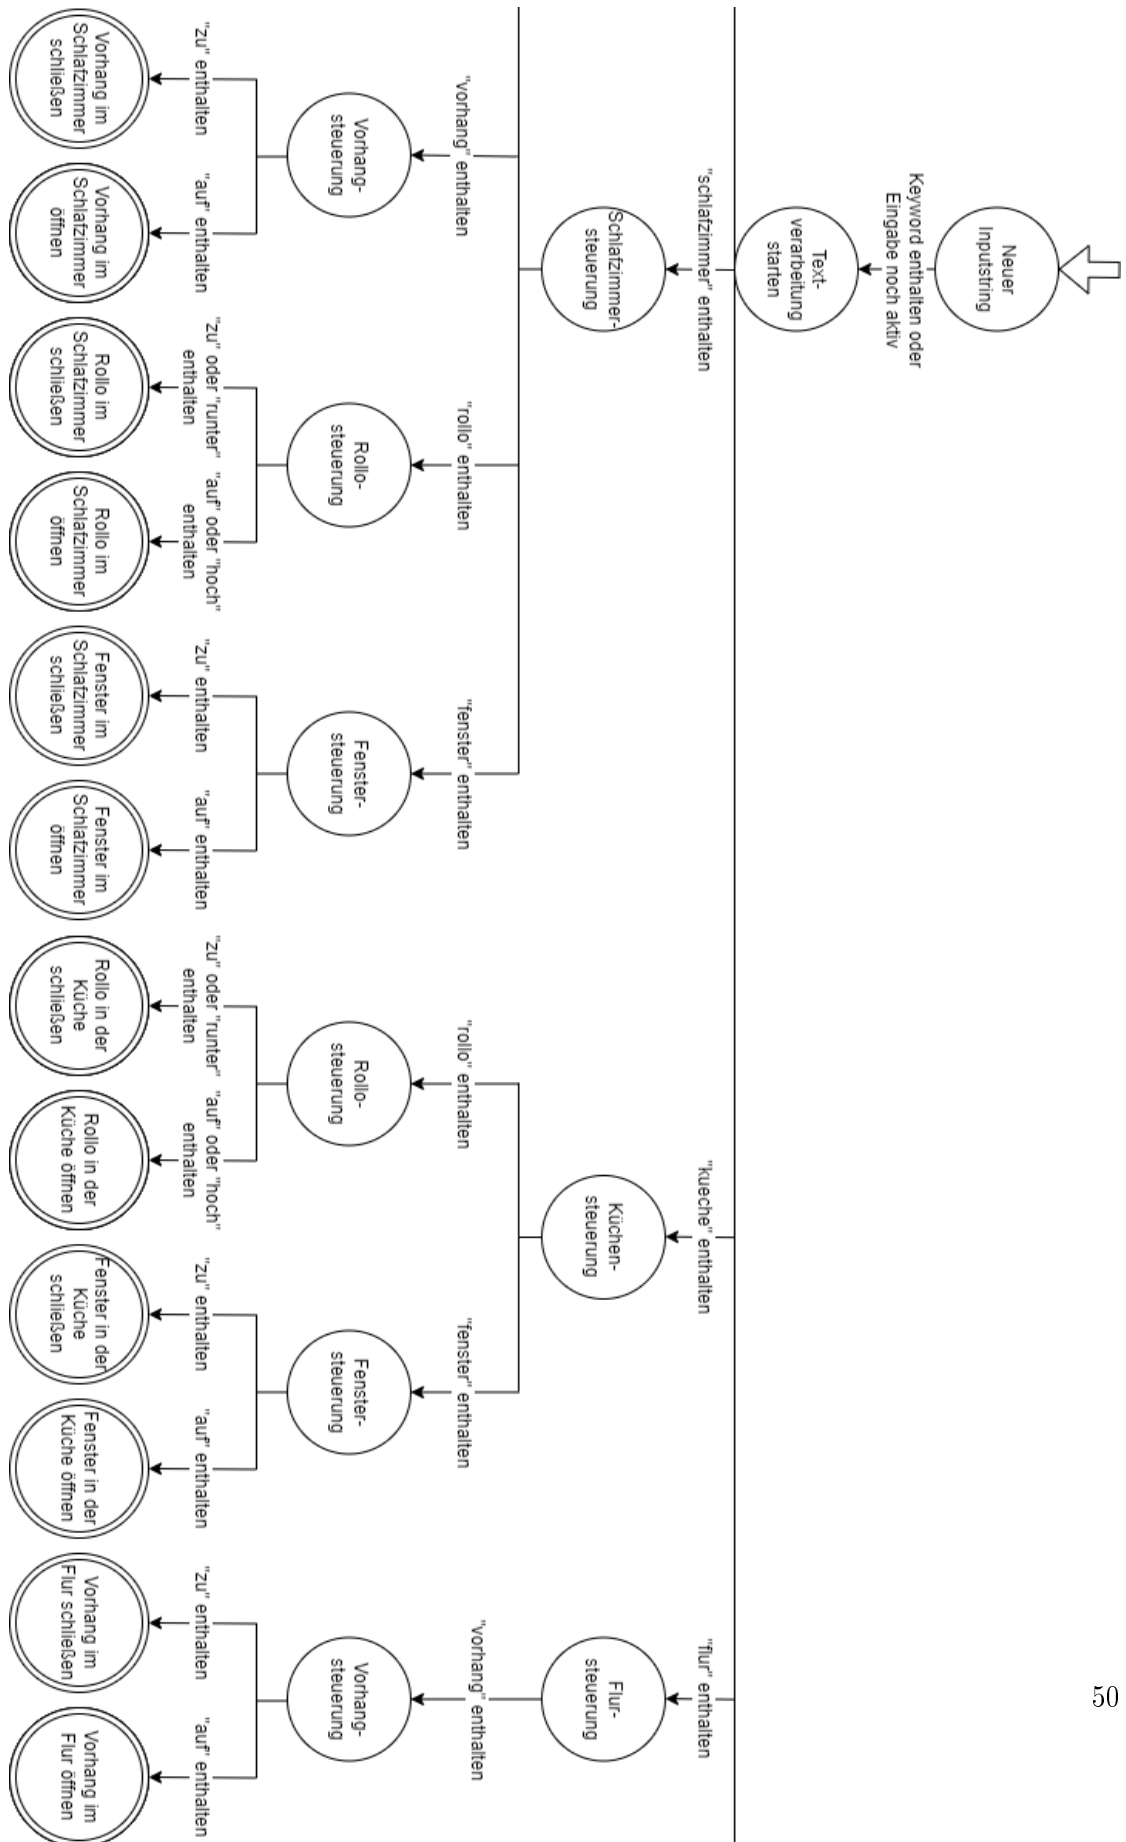 Neuer
Inputstring
Keyword enthalten oder
Eingabe noch aktiv
Text-
verarbeitung
starten
"schlafzimmer" enthalten
"kueche" enthalten
"flur" enthalten
Schlafzimmer-
steuerung
Küchen-
steuerung
Flur-
steuerung
"vorhang" enthalten
"rollo" enthalten
"fenster" enthalten
"rollo" enthalten
"fenster" enthalten
"vorhang" enthalten
Vorhang-
steuerung
Rollo-
steuerung
Fenster-
steuerung
Rollo-
steuerung
Fenster-
steuerung
Vorhang-
steuerung
"zu" enthalten
"auf" enthalten
"zu" oder "runter"
enthalten
"auf" oder "hoch"
enthalten
"zu" enthalten
"auf" enthalten
"zu" oder "runter"
enthalten
"auf" oder "hoch"
enthalten
"zu" enthalten
"auf" enthalten
"zu" enthalten
"auf" enthalten
Vorhang im
Schlafzimmer
schließen
Vorhang im
Schlafzimmer
öffnen
Rollo im
Schlafzimmer
schließen
Rollo im
Schlafzimmer
öffnen
Fenster im
Schlafzimmer
schließen
Fenster im
Schlafzimmer
öffnen
Rollo in der
Küche
schließen
Rollo in der
Küche öffnen
Fenster in der
Küche
schließen
Fenster in der
Küche öffnen
Vorhang im
Flur schließen
Vorhang im
Flur öffnen
50